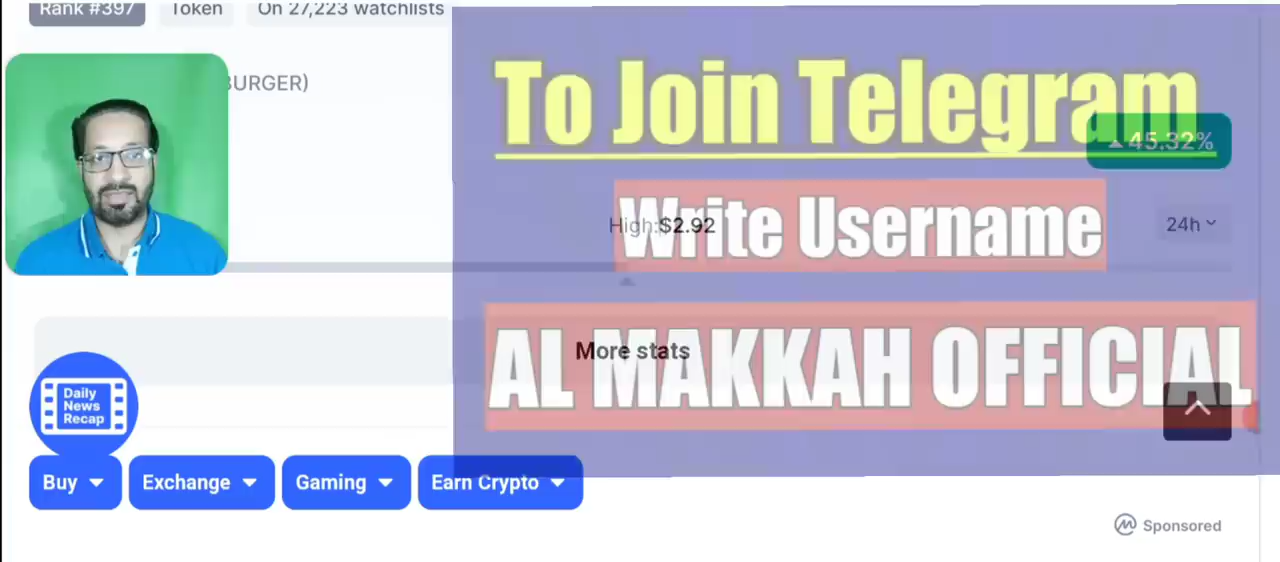 Rank #397 Token On 27,223 watchlists
BURGER)
To Join Telegram
45.32%
High:$2.92
Write Username
24h
More stats
AL MAKKAH OFFICIAL
Daily
News
Recap
Buy Exchange Gaming Earn Crypto
Sponsored